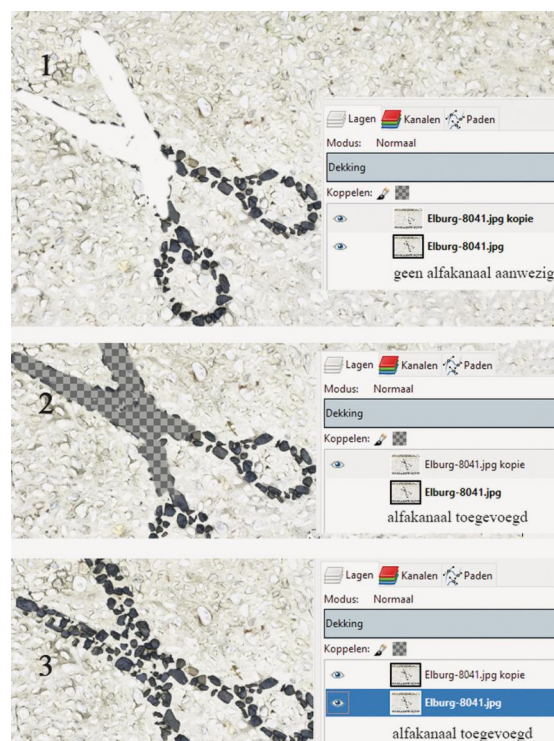 1
Lagen Kanalen Paden
Modus: Normaal
Dekking
Koppelen:
Elburg-8041.jpg kopie
Elburg-8041.jpg
geen alfakanaal aanwezig
2
Lagen Kanalen Paden
Modus: Normaal
Dekking
Koppelen:
Elburg-8041.jpg kopie
Elburg-8041.jpg
alfakanaal toegevoegd
3
Lagen Kanalen Paden
Modus: Normaal
Dekking
Koppelen:
Elburg-8041.jpg kopie
Elburg-8041.jpg
alfakanaal toegevoegd